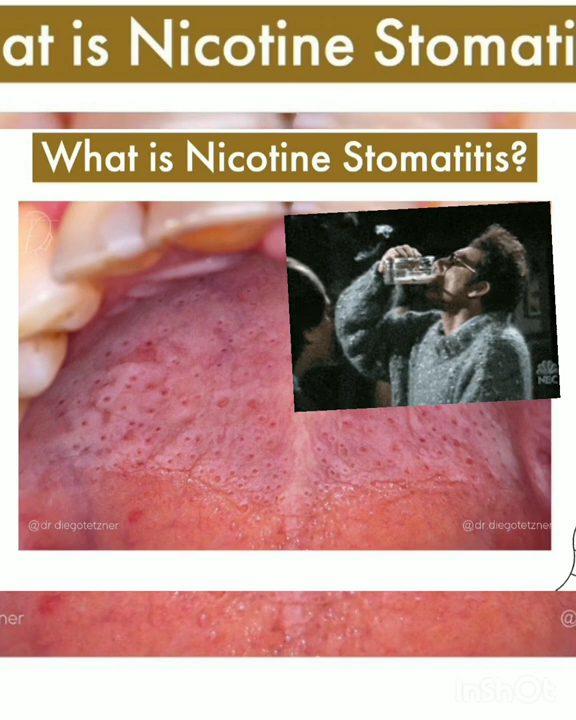 at is Nicotine Stomati
What is Nicotine Stomatitis?
NBC
@dr diegotetzner
@dr diegotetzner
ner
@
InShOt